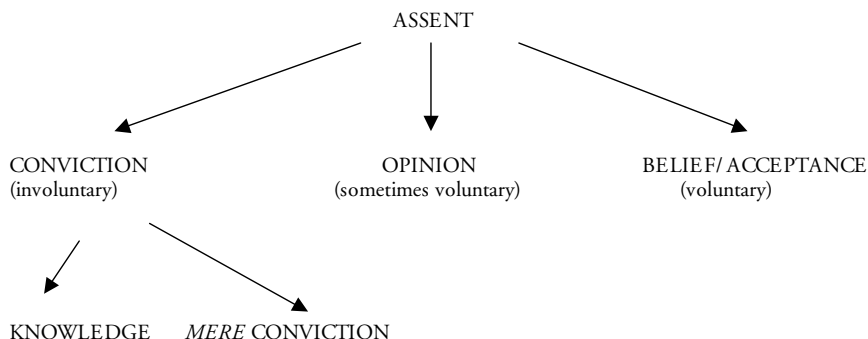 ASSENT
CONVICTION OPINION BELIEF/ ACCEPTANCE
(involuntary) (sometimes voluntary) (voluntary)
KNOWLEDGE MERE CONVICTION